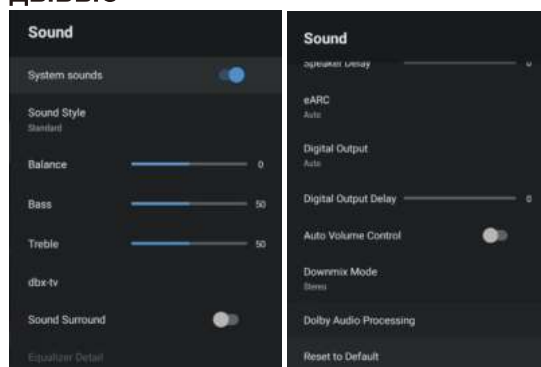 Sound
System sounds
Sound Style
Standard
Balance 0
Bass 50
Treble 50
dbx-tv
Sound Surround
Equalizer Detail
Sound
Speaker Delay 0
eARC
Auto
Digital Output
Auto
Digital Output Delay 0
Auto Volume Control
Downmix Mode
Stereo
Dolby Audio Processing
Reset to Default